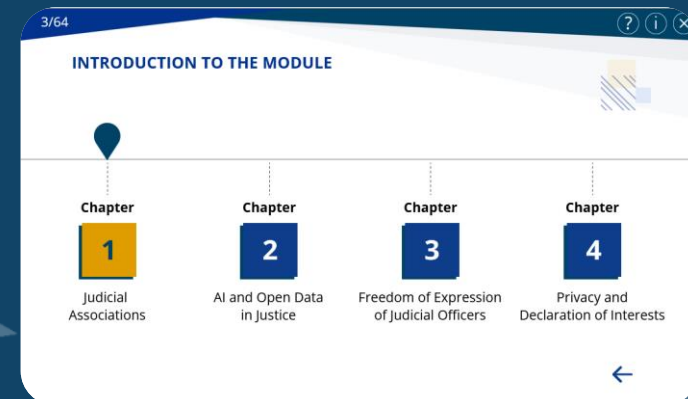 3/64
? i ×
INTRODUCTION TO THE MODULE
Chapter
1
Judicial
Associations
Chapter
2
AI and Open Data
in Justice
Chapter
3
Freedom of Expression
of Judicial Officers
Chapter
4
Privacy and
Declaration of Interests